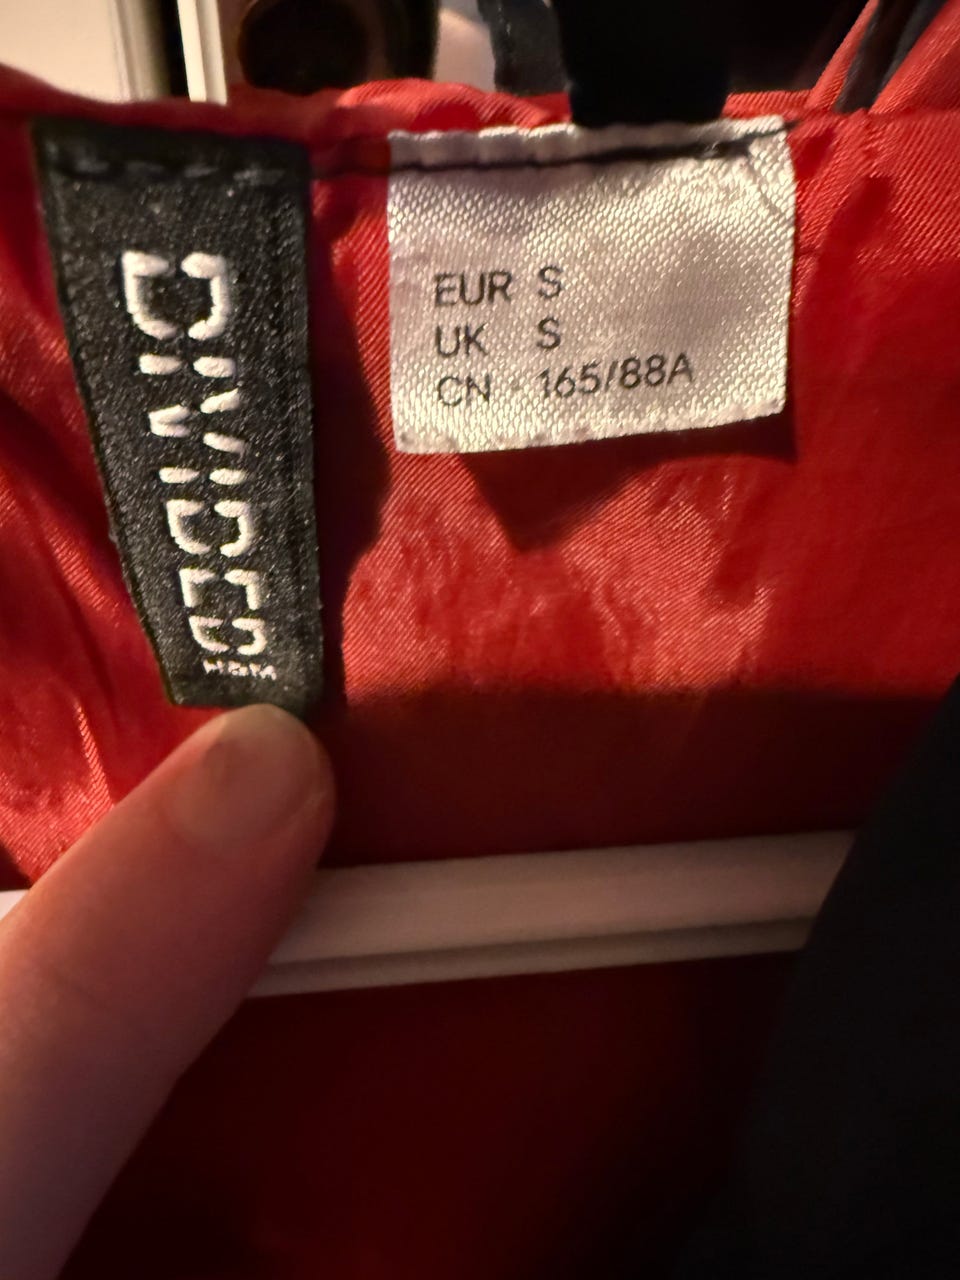 DIVIDED
H&M
EUR S
UK S
CN 165/88A